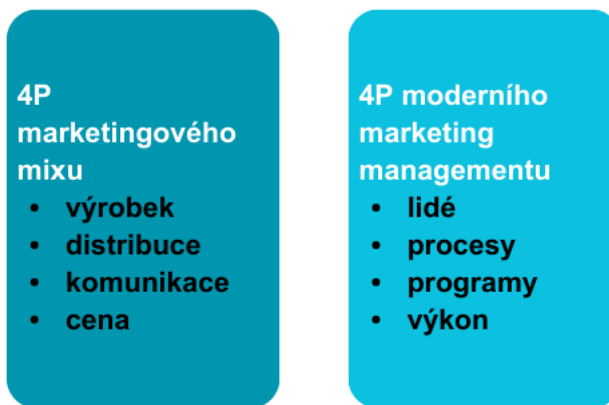 4P
marketingového
mixu
• výrobek
• distribuce
• komunikace
• cena
4P moderního
marketing
managementu
• lidé
• procesy
• programy
• výkon